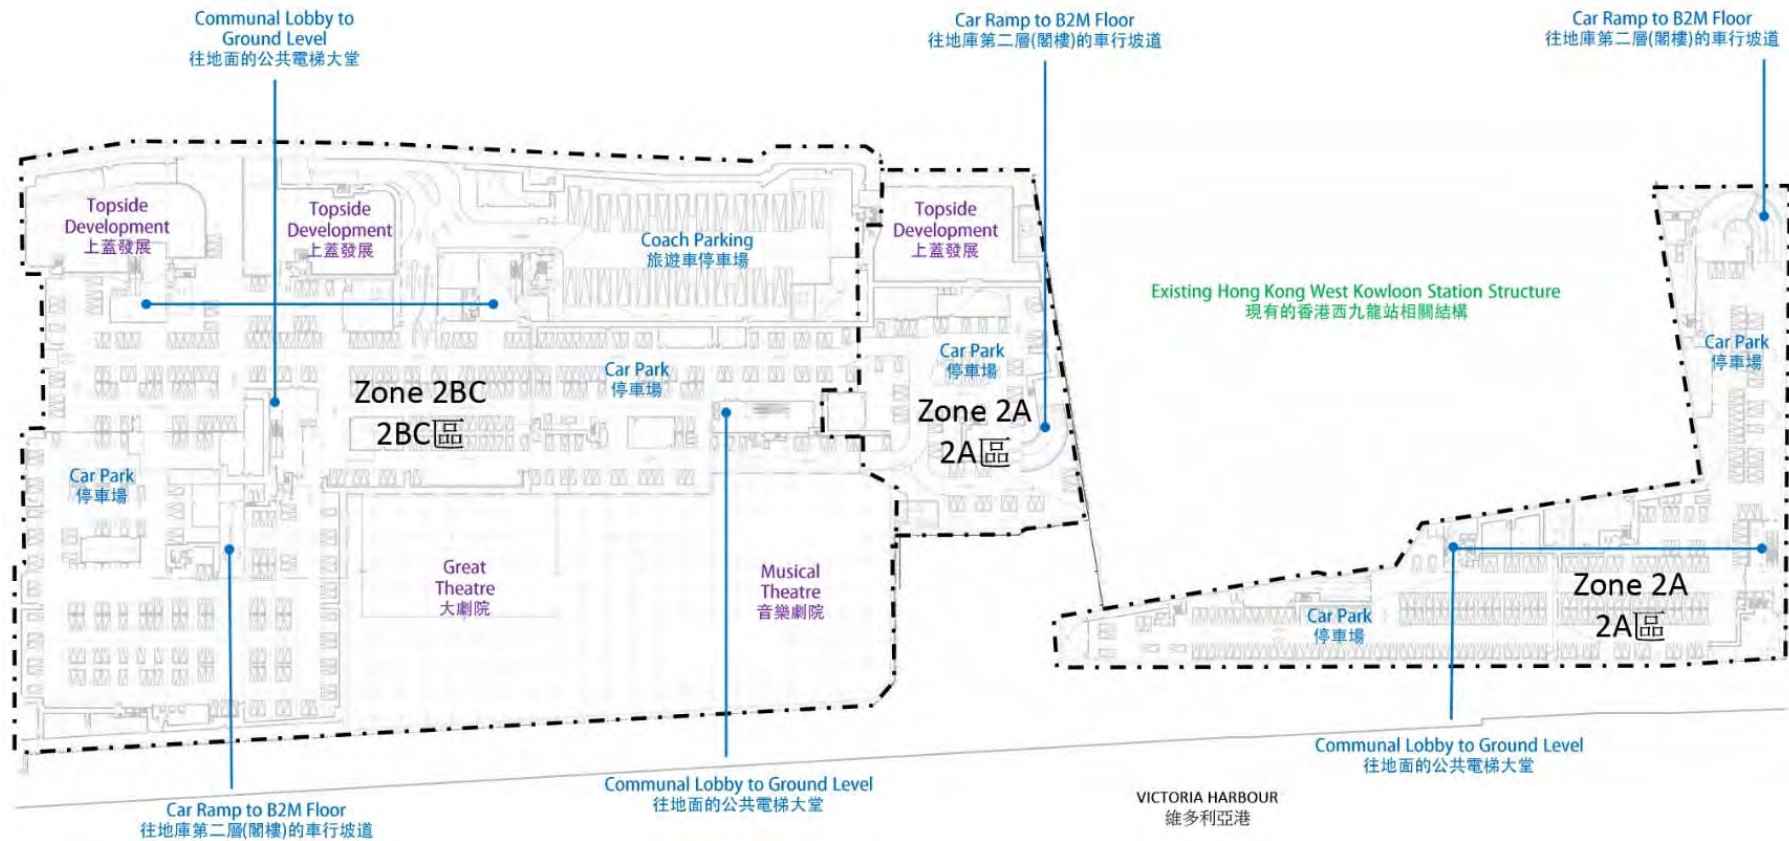 Communal Lobby to
Ground Level
往地面的公共電梯大堂
Car Ramp to B2M Floor
往地庫第二層(閣樓)的車行坡道
Car Ramp to B2M Floor
往地庫第二層(閣樓)的車行坡道
Topside
Development
上蓋發展
Topside
Development
上蓋發展
Coach Parking
旅遊車停車場
Topside
Development
上蓋發展
Existing Hong Kong West Kowloon Station Structure
現有的香港西九龍站相關結構
Car Park
停車場
Car Park
停車場
Car Park
停車場
Zone 2BC
2BC區
Zone 2A
2A區
Car Park
停車場
Great
Theatre
大劇院
Musical
Theatre
音樂劇院
Zone 2A
2A區
Car Park
停車場
Communal Lobby to Ground Level
往地面的公共電梯大堂
Communal Lobby to Ground Level
往地面的公共電梯大堂
VICTORIA HARBOUR
維多利亞港
Car Ramp to B2M Floor
往地庫第二層(閣樓)的車行坡道